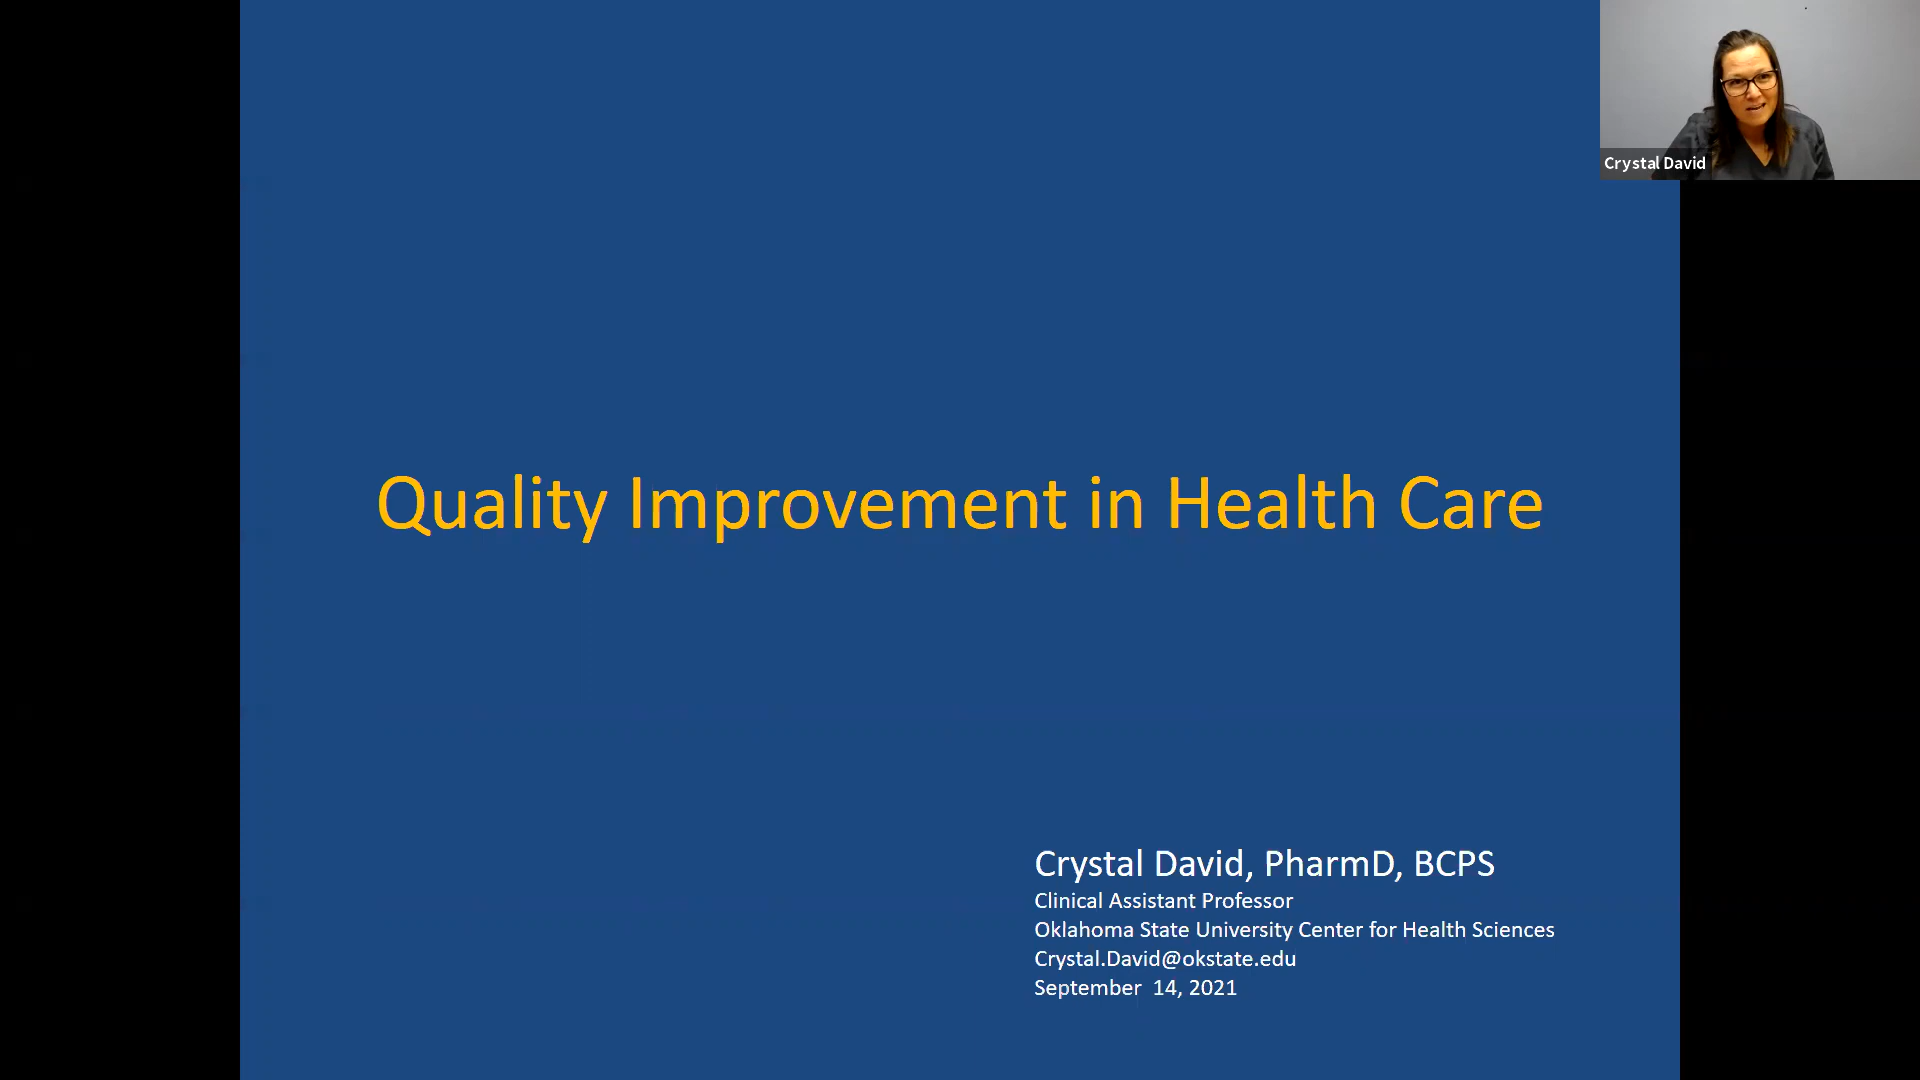 Crystal David
Quality Improvement in Health Care
Crystal David, PharmD, BCPS
Clinical Assistant Professor
Oklahoma State University Center for Health Sciences
Crystal.David@okstate.edu
September  14, 2021